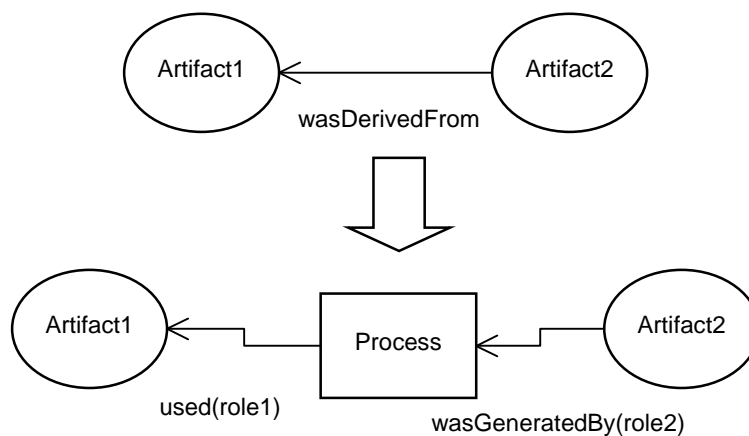 Artifact1
Artifact2
wasDerivedFrom
Artifact1
Process
Artifact2
used(role1)
wasGeneratedBy(role2)